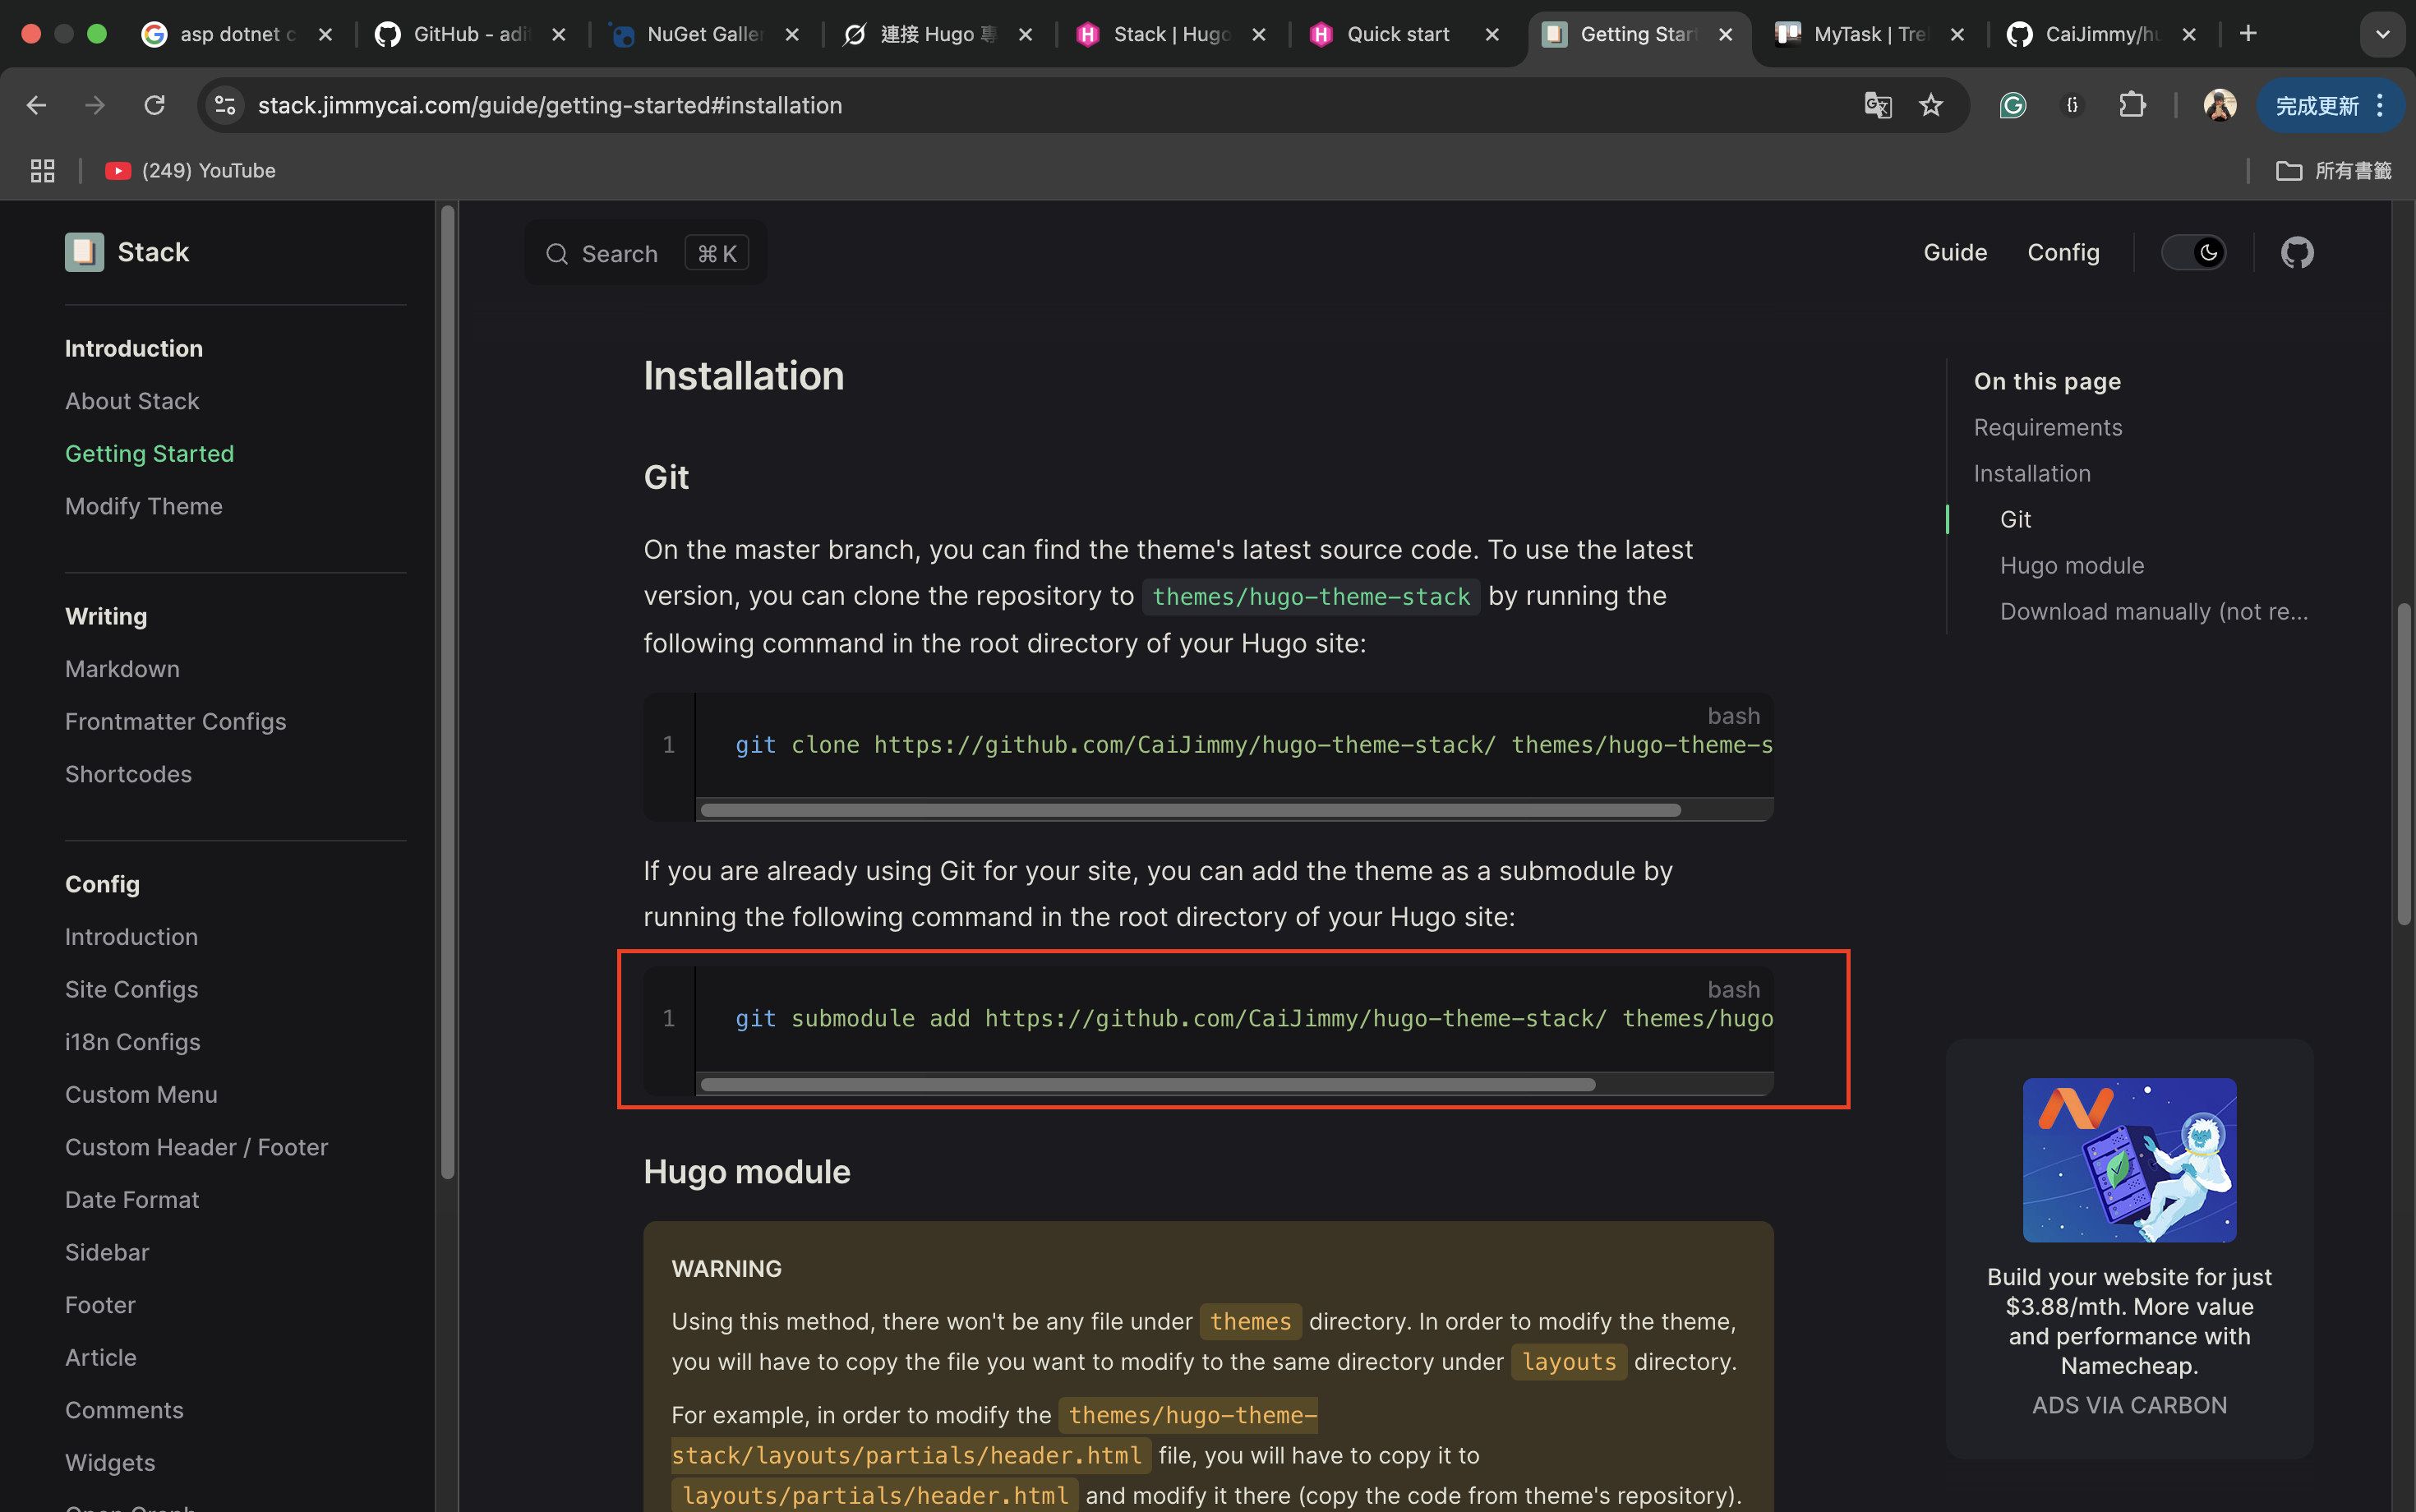 asp dotnet c
GitHub - adi
NuGet Galler
連接 Hugo 專
Stack | Hugo
Quick start
Getting Start
MyTask | Trel
CaiJimmy/hu
stack.jimmycai.com/guide/getting-started#installation
完成更新
(249) YouTube
所有書籤
Stack
Search
⌘ K
Guide
Config
Introduction
About Stack
Getting Started
Modify Theme
Writing
Markdown
Frontmatter Configs
Shortcodes
Config
Introduction
Site Configs
i18n Configs
Custom Menu
Custom Header / Footer
Date Format
Sidebar
Footer
Article
Comments
Widgets
Open Graph
Installation
Git
On the master branch, you can find the theme's latest source code. To use the latest
version, you can clone the repository to themes/hugo-theme-stack by running the
following command in the root directory of your Hugo site:
bash
1 git clone https://github.com/CaiJimmy/hugo-theme-stack/ themes/hugo-theme-s
If you are already using Git for your site, you can add the theme as a submodule by
running the following command in the root directory of your Hugo site:
bash
1 git submodule add https://github.com/CaiJimmy/hugo-theme-stack/ themes/hugo
Hugo module
WARNING
Using this method, there won't be any file under themes directory. In order to modify the theme,
you will have to copy the file you want to modify to the same directory under layouts directory.
For example, in order to modify the themes/hugo-theme-
stack/layouts/partials/header.html file, you will have to copy it to
layouts/partials/header.html and modify it there (copy the code from theme's repository).
On this page
Requirements
Installation
Git
Hugo module
Download manually (not re...
Build your website for just
$3.88/mth. More value
and performance with
Namecheap.
ADS VIA CARBON